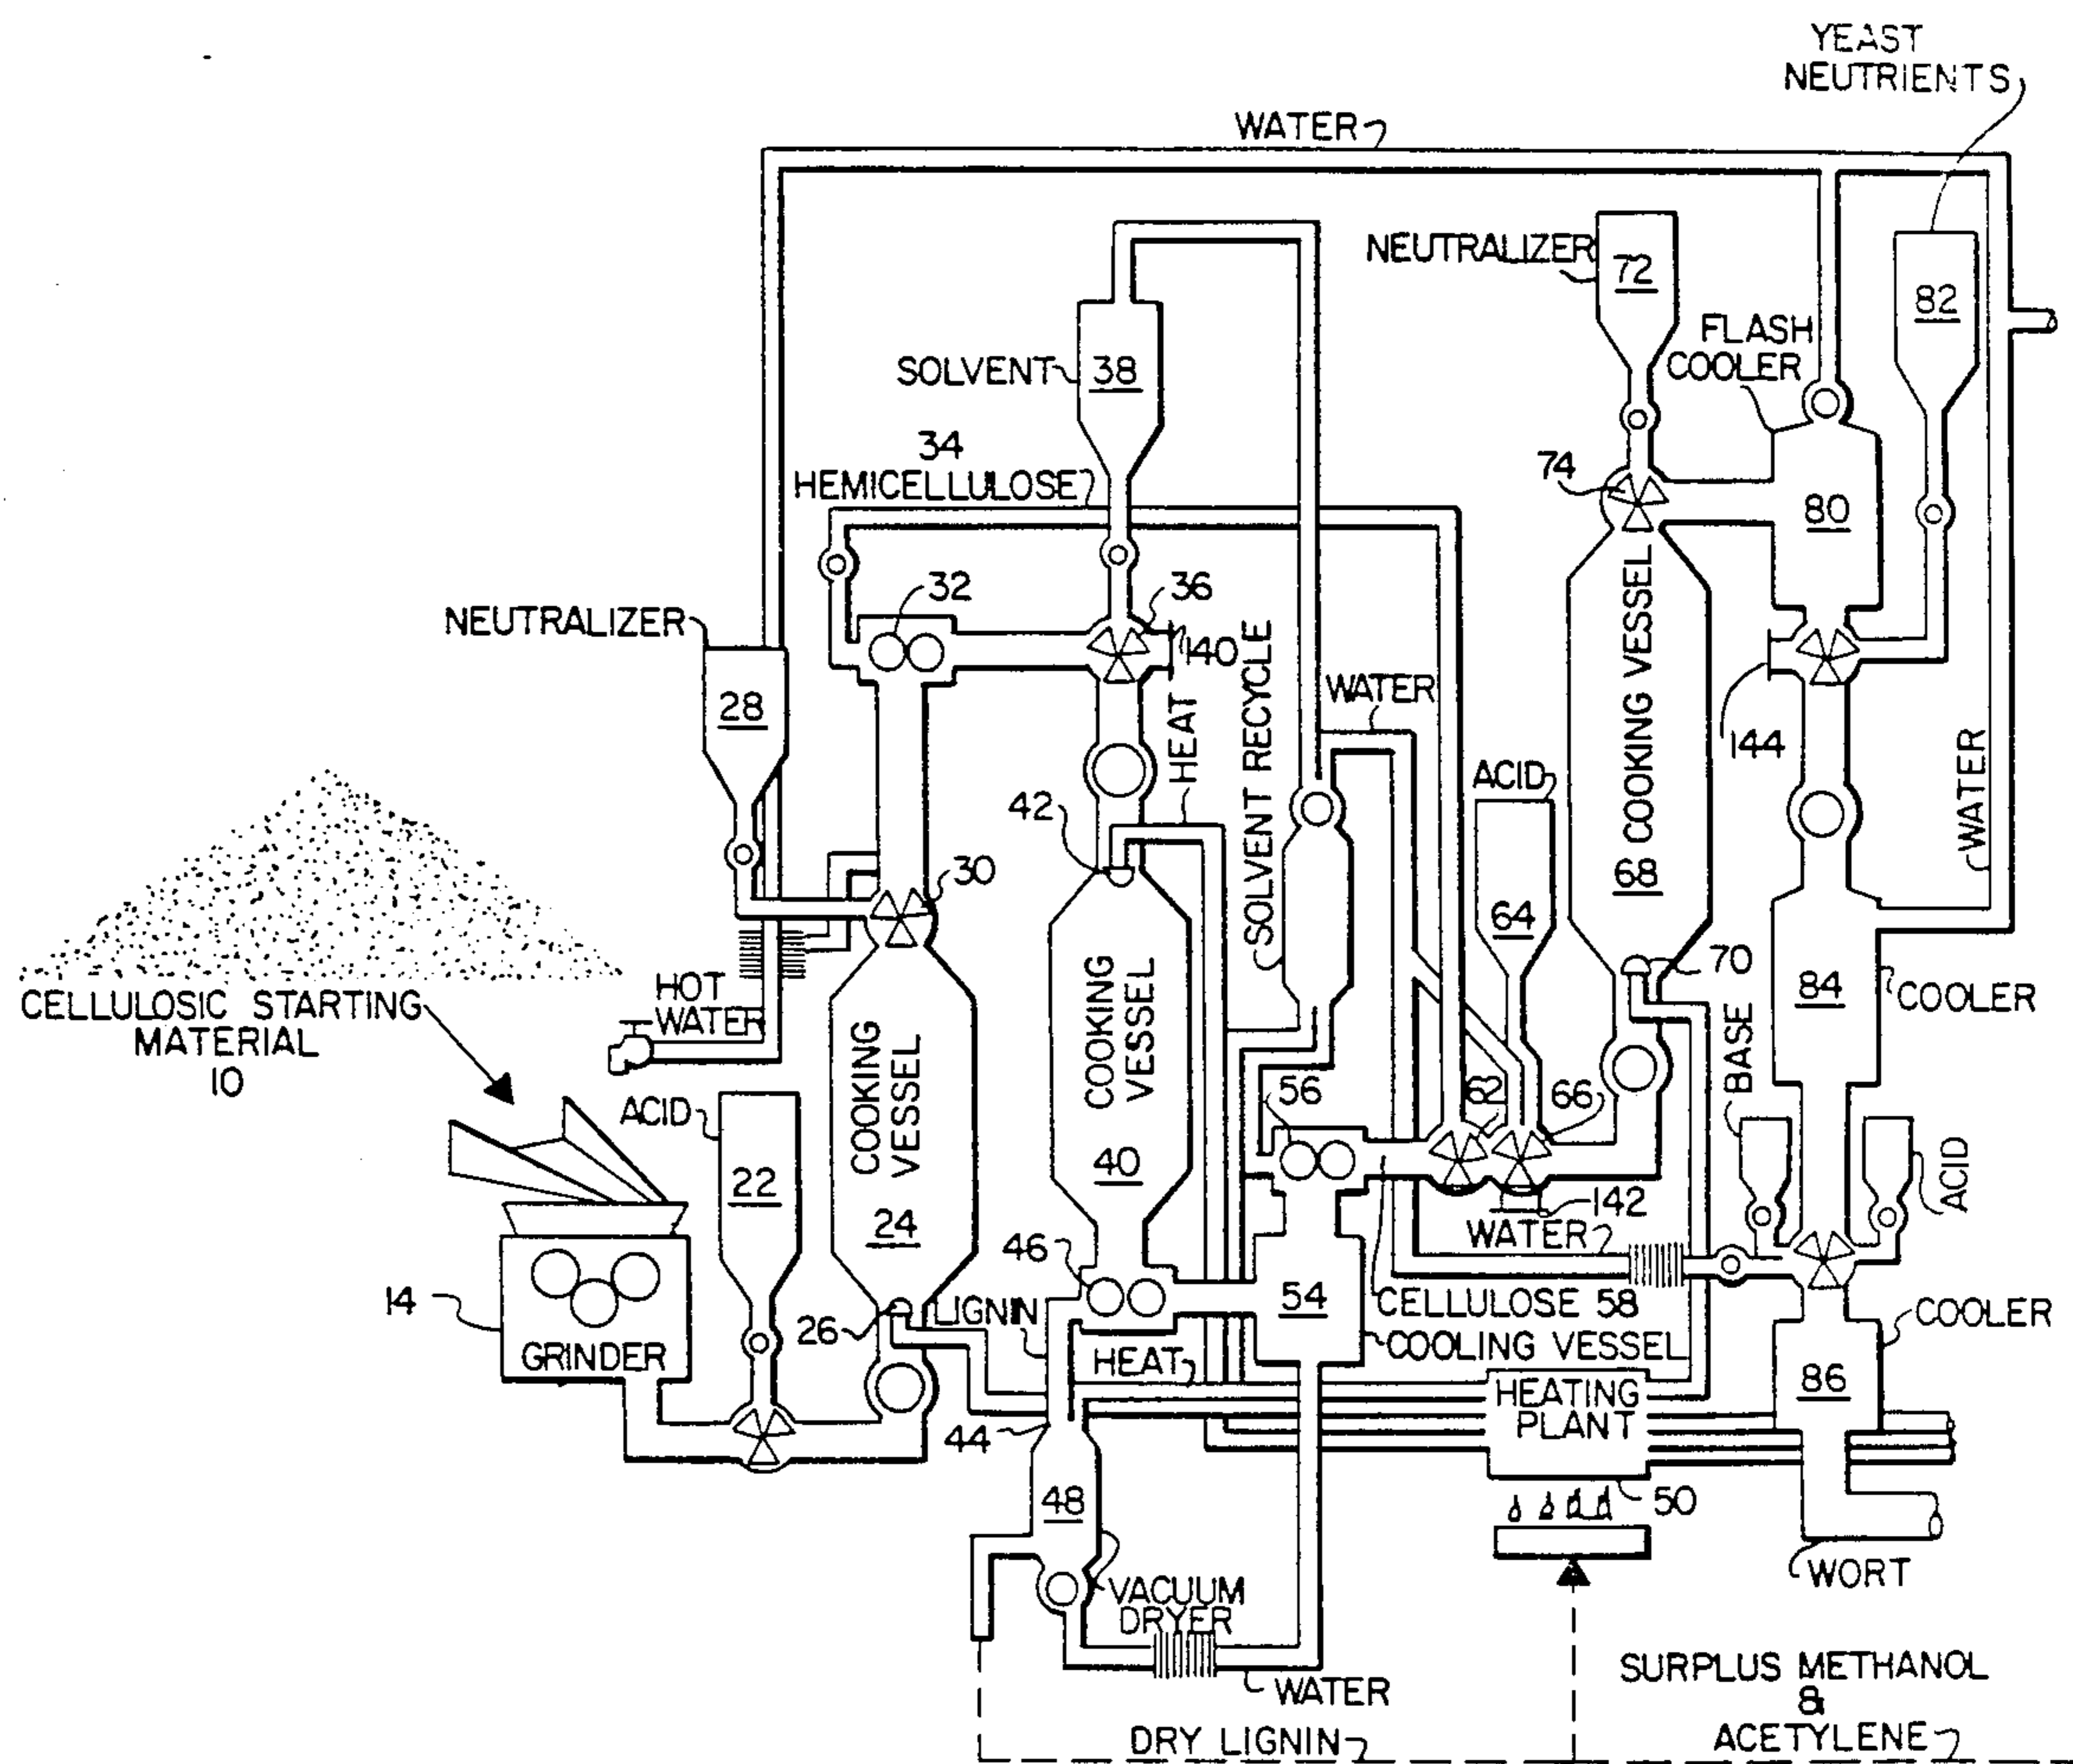 YEAST
NEUTRIENTS
WATER
NEUTRALIZER
72
82
FLASH
COOLER
SOLVENT
38
34
HEMICELLULOSE
74
80
32
36
NEUTRALIZER
140
28
SOLVENT RECYCLE
WATER
HEAT
COOKING VESSEL
68
144
WATER
ACID
42
30
64
70
84
COOLER
CELLULOSIC STARTING
MATERIAL
10
HOT
WATER
COOKING
VESSEL
24
COOKING
VESSEL
40
BASE
ACID
22
56
62
66
ACID
142
WATER
46
14
GRINDER
26
LIGNIN
54
CELLULOSE 58
COOLING VESSEL
COOLER
86
HEAT
HEATING
PLANT
44
48
50
WORT
VACUUM
DRYER
WATER
SURPLUS METHANOL
&
ACETYLENE
DRY LIGNIN